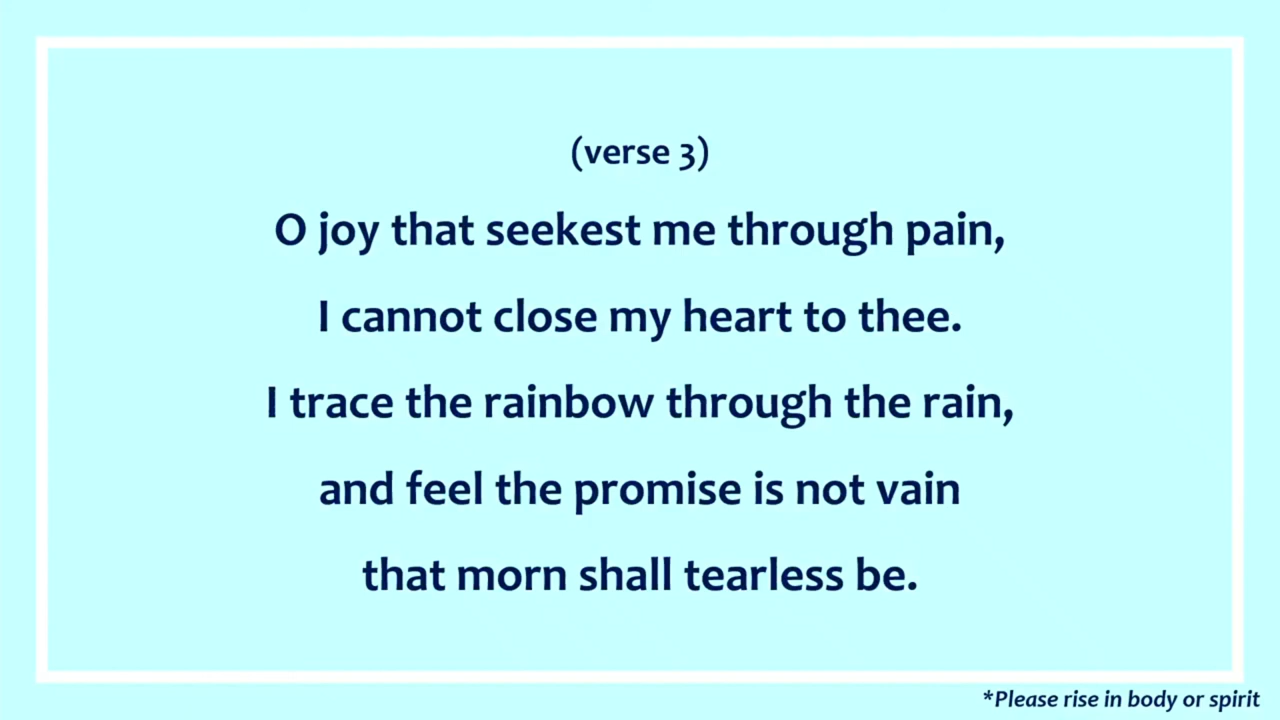 (verse 3)
O joy that seekest me through pain,
I cannot close my heart to thee.
I trace the rainbow through the rain,
and feel the promise is not vain
that morn shall tearless be.
*Please rise in body or spirit